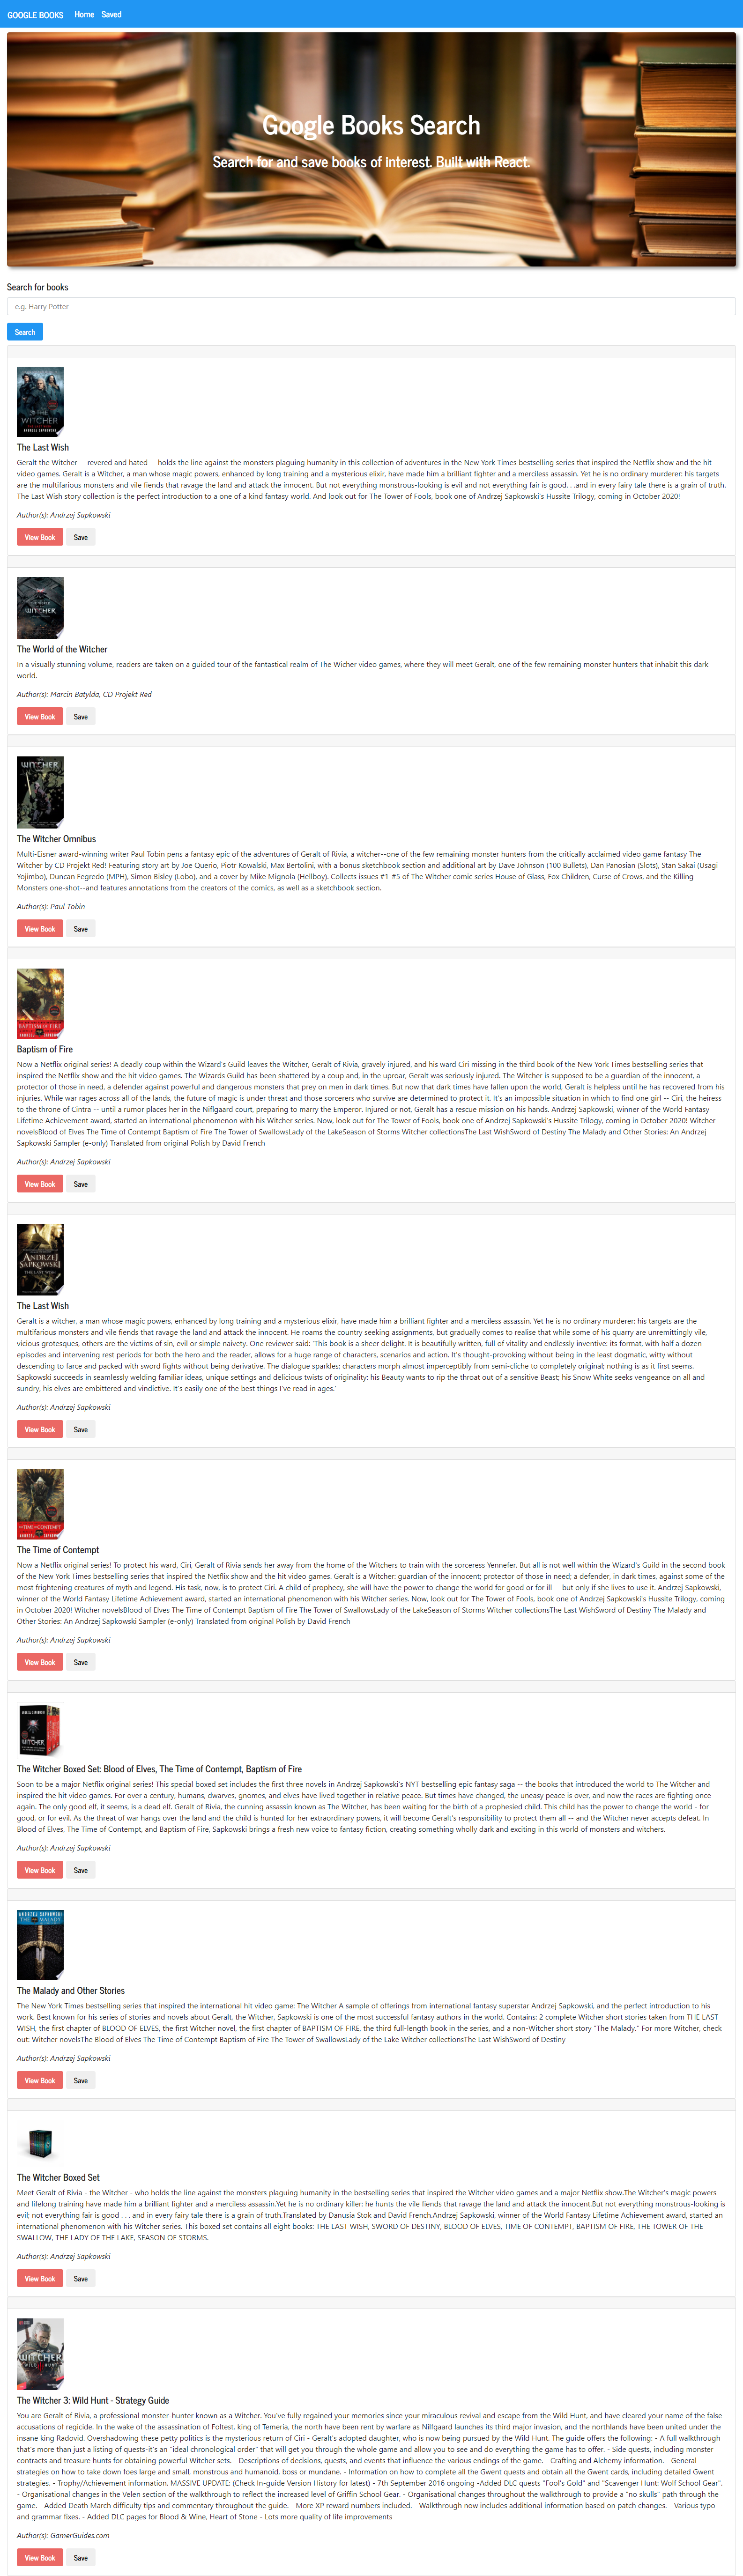 GOOGLE BOOKS Home Saved
Google Books Search
Search for and save books of interest. Built with React.
Search for books
e.g. Harry Potter
Search
THE
WITCHER
ANDRZEJ SAPKOWSKI
The Last Wish
Geralt the Witcher -- revered and hated -- holds the line against the monsters plaguing humanity in this collection of adventures in the New York Times bestselling series that inspired the Netflix show and the hit
video games. Geralt is a Witcher, a man whose magic powers, enhanced by long training and a mysterious elixir, have made him a brilliant fighter and a merciless assassin. Yet he is no ordinary murderer: his targets
are the multifarious monsters and vile fiends that ravage the land and attack the innocent. But not everything monstrous-looking is evil and not everything fair is good. . .and in every fairy tale there is a grain of truth.
The Last Wish story collection is the perfect introduction to a one of a kind fantasy world. And look out for The Tower of Fools, book one of Andrzej Sapkowski's Hussite Trilogy, coming in October 2020!
Author(s): Andrzej Sapkowski
View Book Save
WITCHER
The World of the Witcher
In a visually stunning volume, readers are taken on a guided tour of the fantastical realm of The Wicher video games, where they will meet Geralt, one of the few remaining monster hunters that inhabit this dark
world.
Author(s): Marcin Batylda, CD Projekt Red
View Book Save
WITCHER
The Witcher Omnibus
Multi-Eisner award-winning writer Paul Tobin pens a fantasy epic of the adventures of Geralt of Rivia, a witcher--one of the few remaining monster hunters from the critically acclaimed video game fantasy The
Witcher by CD Projekt Red! Featuring story art by Joe Querio, Piotr Kowalski, Max Bertolini, with a bonus sketchbook section and additional art by Dave Johnson (100 Bullets), Dan Panosian (Slots), Stan Sakai (Usagi
Yojimbo), Duncan Fegredo (MPH), Simon Bisley (Lobo), and a cover by Mike Mignola (Hellboy). Collects issues #1-#5 of The Witcher comic series House of Glass, Fox Children, Curse of Crows, and the Killing
Monsters one-shot--and features annotations from the creators of the comics, as well as a sketchbook section.
Author(s): Paul Tobin
View Book Save
BAPTISM OF FIRE
ANDRZEJ SAPKOWSKI
Baptism of Fire
Now a Netflix original series! A deadly coup within the Wizard's Guild leaves the Witcher, Geralt of Rivia, gravely injured, and his ward Ciri missing in the third book of the New York Times bestselling series that
inspired the Netflix show and the hit video games. The Wizards Guild has been shattered by a coup and, in the uproar, Geralt was seriously injured. The Witcher is supposed to be a guardian of the innocent, a
protector of those in need, a defender against powerful and dangerous monsters that prey on men in dark times. But now that dark times have fallen upon the world, Geralt is helpless until he has recovered from his
injuries. While war rages across all of the lands, the future of magic is under threat and those sorcerers who survive are determined to protect it. It's an impossible situation in which to find one girl -- Ciri, the heiress
to the throne of Cintra -- until a rumor places her in the Niflgaard court, preparing to marry the Emperor. Injured or not, Geralt has a rescue mission on his hands. Andrzej Sapkowski, winner of the World Fantasy
Lifetime Achievement award, started an international phenomenon with his Witcher series. Now, look out for The Tower of Fools, book one of Andrzej Sapkowski's Hussite Trilogy, coming in October 2020! Witcher
novelsBlood of Elves The Time of Contempt Baptism of Fire The Tower of SwallowsLady of the LakeSeason of Storms Witcher collectionsThe Last WishSword of Destiny The Malady and Other Stories: An Andrzej
Sapkowski Sampler (e-only) Translated from original Polish by David French
Author(s): Andrzej Sapkowski
View Book Save
ANDRZEJ
SAPKOWSKI
THE LAST WISH
The Last Wish
Geralt is a witcher, a man whose magic powers, enhanced by long training and a mysterious elixir, have made him a brilliant fighter and a merciless assassin. Yet he is no ordinary murderer: his targets are the
multifarious monsters and vile fiends that ravage the land and attack the innocent. He roams the country seeking assignments, but gradually comes to realise that while some of his quarry are unremittingly vile,
vicious grotesques, others are the victims of sin, evil or simple naivety. One reviewer said: 'This book is a sheer delight. It is beautifully written, full of vitality and endlessly inventive: its format, with half a dozen
episodes and intervening rest periods for both the hero and the reader, allows for a huge range of characters, scenarios and action. It's thought-provoking without being in the least dogmatic, witty without
descending to farce and packed with sword fights without being derivative. The dialogue sparkles; characters morph almost imperceptibly from semi-cliche to completely original; nothing is as it first seems.
Sapkowski succeeds in seamlessly welding familiar ideas, unique settings and delicious twists of originality: his Beauty wants to rip the throat out of a sensitive Beast; his Snow White seeks vengeance on all and
sundry, his elves are embittered and vindictive. It's easily one of the best things I've read in ages.'
Author(s): Andrzej Sapkowski
View Book Save
THE TIME OF CONTEMPT
ANDRZEJ SAPKOWSKI
The Time of Contempt
Now a Netflix original series! To protect his ward, Ciri, Geralt of Rivia sends her away from the home of the Witchers to train with the sorceress Yennefer. But all is not well within the Wizard's Guild in the second book
of the New York Times bestselling series that inspired the Netflix show and the hit video games. Geralt is a Witcher: guardian of the innocent; protector of those in need; a defender, in dark times, against some of the
most frightening creatures of myth and legend. His task, now, is to protect Ciri. A child of prophecy, she will have the power to change the world for good or for ill -- but only if she lives to use it. Andrzej Sapkowski,
winner of the World Fantasy Lifetime Achievement award, started an international phenomenon with his Witcher series. Now, look out for The Tower of Fools, book one of Andrzej Sapkowski's Hussite Trilogy, coming
in October 2020! Witcher novelsBlood of Elves The Time of Contempt Baptism of Fire The Tower of SwallowsLady of the LakeSeason of Storms Witcher collectionsThe Last WishSword of Destiny The Malady and
Other Stories: An Andrzej Sapkowski Sampler (e-only) Translated from original Polish by David French
Author(s): Andrzej Sapkowski
View Book Save
WITCHER
The Witcher Boxed Set: Blood of Elves, The Time of Contempt, Baptism of Fire
Soon to be a major Netflix original series! This special boxed set includes the first three novels in Andrzej Sapkowski's NYT bestselling epic fantasy saga -- the books that introduced the world to The Witcher and
inspired the hit video games. For over a century, humans, dwarves, gnomes, and elves have lived together in relative peace. But times have changed, the uneasy peace is over, and now the races are fighting once
again. The only good elf, it seems, is a dead elf. Geralt of Rivia, the cunning assassin known as The Witcher, has been waiting for the birth of a prophesied child. This child has the power to change the world - for
good, or for evil. As the threat of war hangs over the land and the child is hunted for her extraordinary powers, it will become Geralt's responsibility to protect them all -- and the Witcher never accepts defeat. In
Blood of Elves, The Time of Contempt, and Baptism of Fire, Sapkowski brings a fresh new voice to fantasy fiction, creating something wholly dark and exciting in this world of monsters and witchers.
Author(s): Andrzej Sapkowski
View Book Save
ANDRZEJ SAPKOWSKI
THE MALADY
The Malady and Other Stories
The New York Times bestselling series that inspired the international hit video game: The Witcher A sample of offerings from international fantasy superstar Andrzej Sapkowski, and the perfect introduction to his
work. Best known for his series of stories and novels about Geralt, the Witcher, Sapkowski is one of the most successful fantasy authors in the world. Contains: 2 complete Witcher short stories taken from THE LAST
WISH, the first chapter of BLOOD OF ELVES, the first Witcher novel, the first chapter of BAPTISM OF FIRE, the third full-length book in the series, and a non-Witcher short story "The Malady." For more Witcher, check
out: Witcher novelsThe Blood of Elves The Time of Contempt Baptism of Fire The Tower of SwallowsLady of the Lake Witcher collectionsThe Last WishSword of Destiny
Author(s): Andrzej Sapkowski
View Book Save
The Witcher Boxed Set
Meet Geralt of Rivia - the Witcher - who holds the line against the monsters plaguing humanity in the bestselling series that inspired the Witcher video games and a major Netflix show.The Witcher's magic powers
and lifelong training have made him a brilliant fighter and a merciless assassin.Yet he is no ordinary killer: he hunts the vile fiends that ravage the land and attack the innocent.But not everything monstrous-looking is
evil; not everything fair is good . . . and in every fairy tale there is a grain of truth.Translated by Danusia Stok and David French.Andrzej Sapkowski, winner of the World Fantasy Lifetime Achievement award, started an
international phenomenon with his Witcher series. This boxed set contains all eight books: THE LAST WISH, SWORD OF DESTINY, BLOOD OF ELVES, TIME OF CONTEMPT, BAPTISM OF FIRE, THE TOWER OF THE
SWALLOW, THE LADY OF THE LAKE, SEASON OF STORMS.
Author(s): Andrzej Sapkowski
View Book Save
THE
WITCHER
WILD HUNT
The Witcher 3: Wild Hunt - Strategy Guide
You are Geralt of Rivia, a professional monster-hunter known as a Witcher. You've fully regained your memories since your miraculous revival and escape from the Wild Hunt, and have cleared your name of the false
accusations of regicide. In the wake of the assassination of Foltest, king of Temeria, the north have been rent by warfare as Nilfgaard launches its third major invasion, and the northlands have been united under the
insane king Radovid. Overshadowing these petty politics is the mysterious return of Ciri - Geralt's adopted daughter, who is now being pursued by the Wild Hunt. The guide offers the following: - A full walkthrough
that's more than just a listing of quests-it's an "ideal chronological order" that will get you through the whole game and allow you to see and do everything the game has to offer. - Side quests, including monster
contracts and treasure hunts for obtaining powerful Witcher sets. - Descriptions of decisions, quests, and events that influence the various endings of the game. - Crafting and Alchemy information. - General
strategies on how to take down foes large and small, monstrous and humanoid, boss or mundane. - Information on how to complete all the Gwent quests and obtain all the Gwent cards, including detailed Gwent
strategies. - Trophy/Achievement information. MASSIVE UPDATE: (Check In-guide Version History for latest) - 7th September 2016 ongoing -Added DLC quests "Fool's Gold" and "Scavenger Hunt: Wolf School Gear".
- Organisational changes in the Velen section of the walkthrough to reflect the increased level of Griffin School Gear. - Organisational changes throughout the walkthrough to provide a "no skulls" path through the
game. - Added Death March difficulty tips and commentary throughout the guide. - More XP reward numbers included. - Walkthrough now includes additional information based on patch changes. - Various typo
and grammar fixes. - Added DLC pages for Blood & Wine, Heart of Stone - Lots more quality of life improvements
Author(s): GamerGuides.com
View Book Save